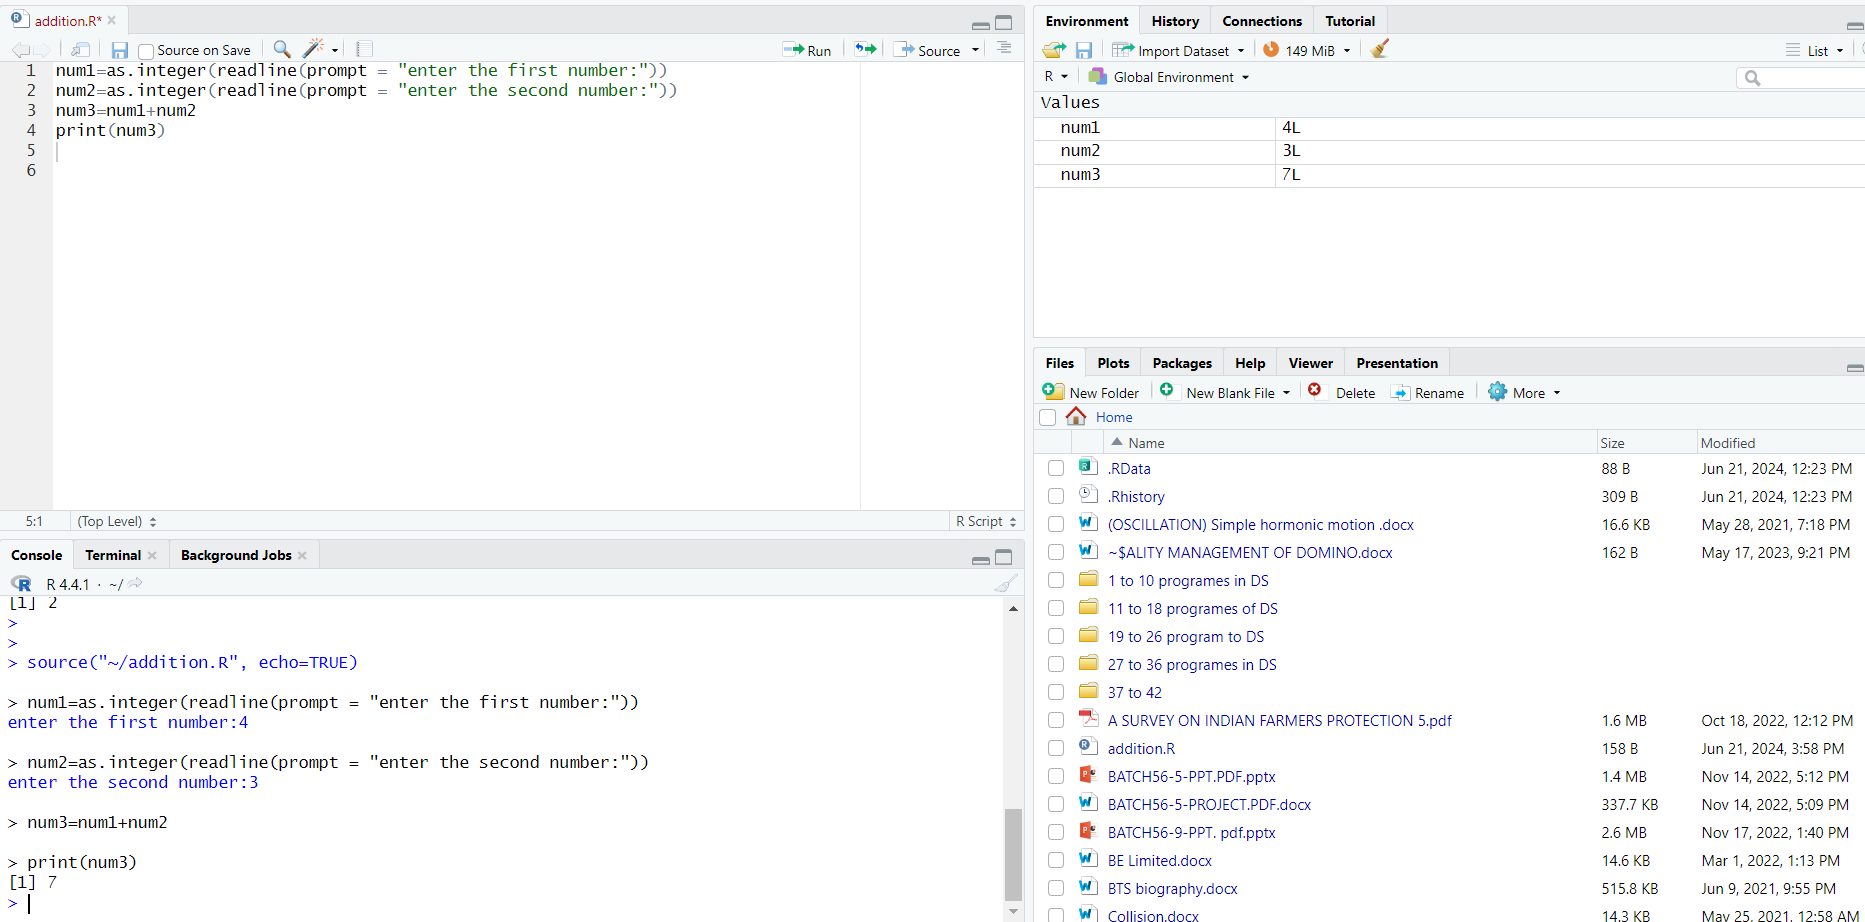 addition.R*
Source on Save
Run
Source
1 num1=as.integer(readline(prompt = "enter the first number:"))
2 num2=as.integer(readline(prompt = "enter the second number:"))
3 num3=num1+num2
4 print(num3)
5
6
5:1 (Top Level) R Script
Console Terminal Background Jobs
R 4.4.1 · ~/
[1] 2
>
>
> source("~/addition.R", echo=TRUE)
> num1=as.integer(readline(prompt = "enter the first number:"))
enter the first number:4
> num2=as.integer(readline(prompt = "enter the second number:"))
enter the second number:3
> num3=num1+num2
> print(num3)
[1] 7
>
Environment History Connections Tutorial
Import Dataset 149 MiB List
R Global Environment
Values
num1 4L
num2 3L
num3 7L
Files Plots Packages Help Viewer Presentation
New Folder New Blank File Delete Rename More
Home
Name Size Modified
.RData 88 B Jun 21, 2024, 12:23 PM
.Rhistory 309 B Jun 21, 2024, 12:23 PM
(OSCILLATION) Simple hormonic motion .docx 16.6 KB May 28, 2021, 7:18 PM
~$ALITY MANAGEMENT OF DOMINO.docx 162 B May 17, 2023, 9:21 PM
1 to 10 programes in DS
11 to 18 programes of DS
19 to 26 program to DS
27 to 36 programes in DS
37 to 42
A SURVEY ON INDIAN FARMERS PROTECTION 5.pdf 1.6 MB Oct 18, 2022, 12:12 PM
addition.R 158 B Jun 21, 2024, 3:58 PM
BATCH56-5-PPT.PDF.pptx 1.4 MB Nov 14, 2022, 5:12 PM
BATCH56-5-PROJECT.PDF.docx 337.7 KB Nov 14, 2022, 5:09 PM
BATCH56-9-PPT. pdf.pptx 2.6 MB Nov 17, 2022, 1:40 PM
BE Limited.docx 14.6 KB Mar 1, 2022, 1:13 PM
BTS biography.docx 515.8 KB Jun 9, 2021, 9:55 PM
Collision.docx 14.3 KB May 25, 2021, 12:58 AM